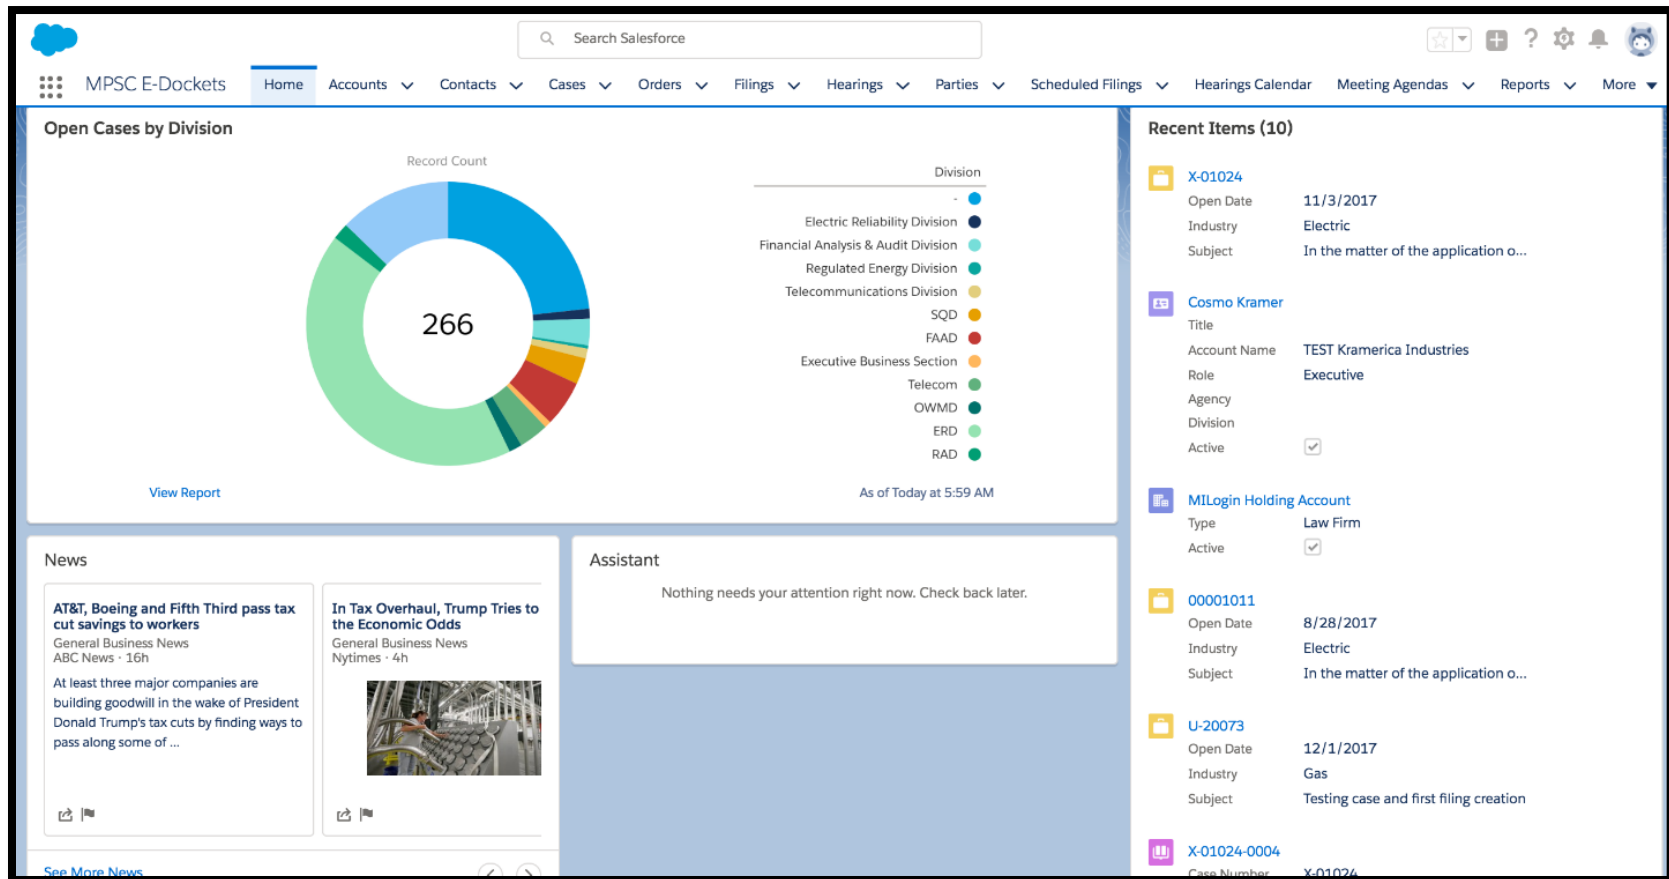 Search Salesforce
MPSC E-Dockets Home Accounts Contacts Cases Orders Filings Hearings Parties Scheduled Filings Hearings Calendar Meeting Agendas Reports More
Open Cases by Division
Record Count
266
Division
-
Electric Reliability Division
Financial Analysis & Audit Division
Regulated Energy Division
Telecommunications Division
SQD
FAAD
Executive Business Section
Telecom
OWMD
ERD
RAD
View Report
As of Today at 5:59 AM
News
AT&T, Boeing and Fifth Third pass tax
cut savings to workers
General Business News
ABC News · 16h
At least three major companies are
building goodwill in the wake of President
Donald Trump's tax cuts by finding ways to
pass along some of ...
In Tax Overhaul, Trump Tries to
the Economic Odds
General Business News
Nytimes · 4h
See More News
Assistant
Nothing needs your attention right now. Check back later.
Recent Items (10)
X-01024
Open Date 11/3/2017
Industry Electric
Subject In the matter of the application o...
Cosmo Kramer
Title
Account Name TEST Kramerica Industries
Role Executive
Agency
Division
Active
MILogin Holding Account
Type Law Firm
Active
00001011
Open Date 8/28/2017
Industry Electric
Subject In the matter of the application o...
U-20073
Open Date 12/1/2017
Industry Gas
Subject Testing case and first filing creation
X-01024-0004
Case Number X-01024